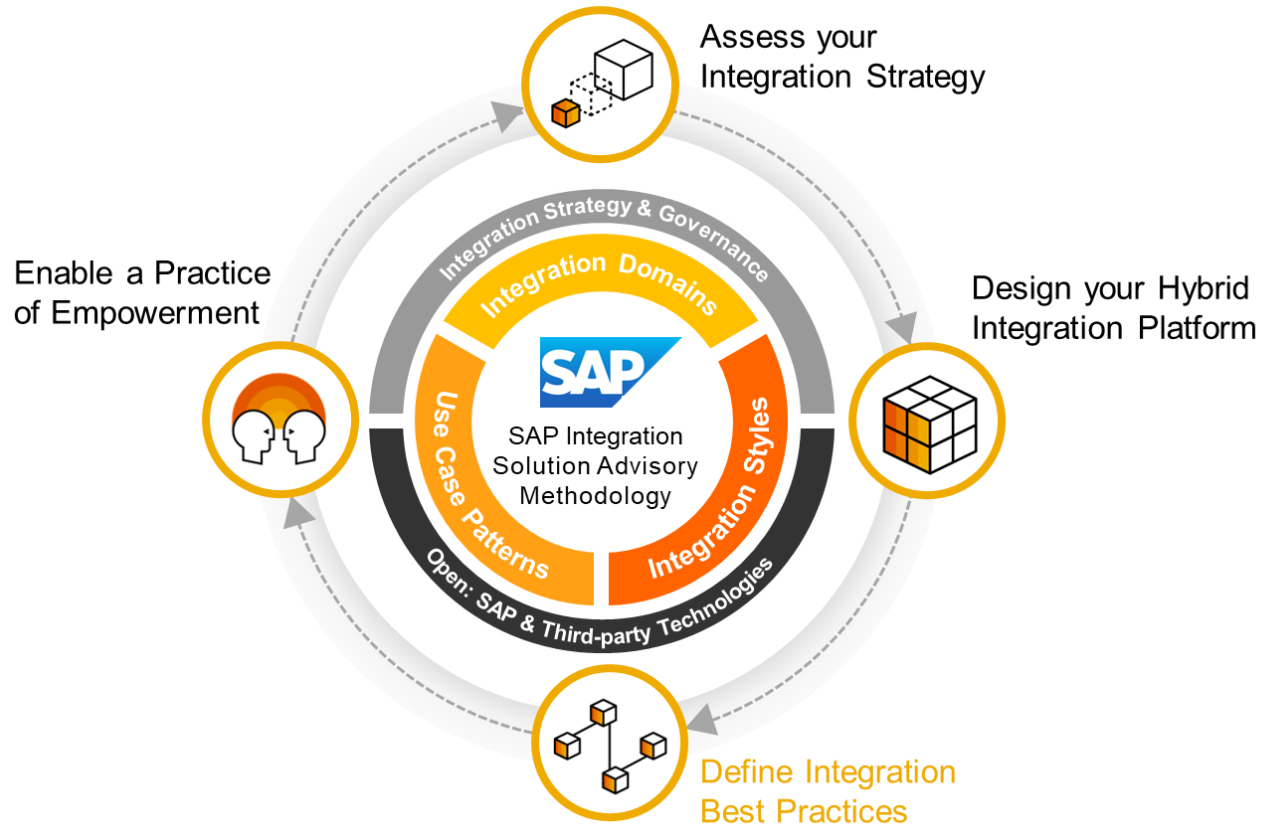 Assess your
Integration Strategy
Integration Strategy & Governance
Integration Domains
Enable a Practice
of Empowerment
Design your Hybrid
Integration Platform
SAP
SAP Integration
Solution Advisory
Methodology
Use Case Patterns
Integration Styles
Open: SAP & Third-party Technologies
Define Integration
Best Practices